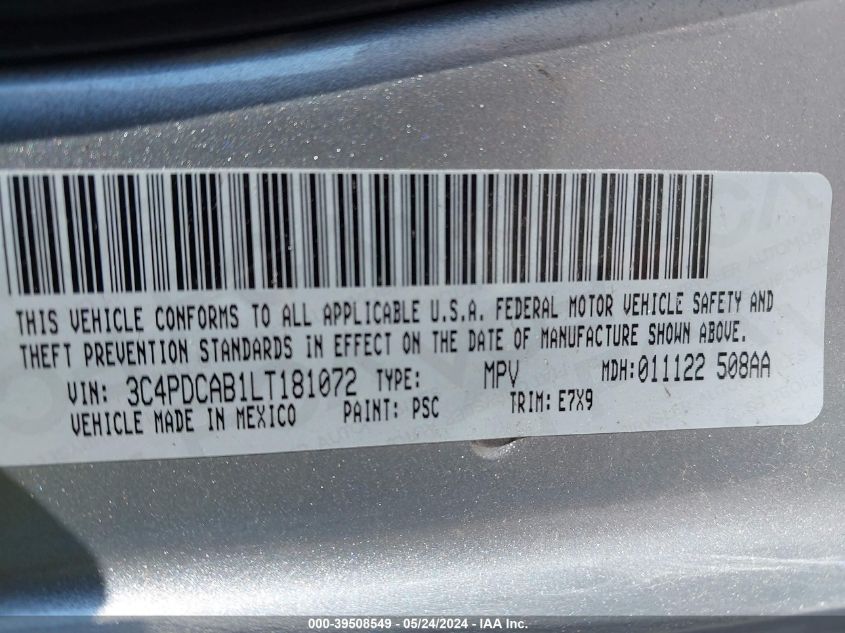 THIS VEHICLE CONFORMS TO ALL APPLICABLE U.S.A. FEDERAL MOTOR VEHICLE SAFETY AND
THEFT PREVENTION STANDARDS IN EFFECT ON THE DATE OF MANUFACTURE SHOWN ABOVE.
VIN: 3C4PDCAB1LT181072 TYPE: MPV MDH:011122 508AA
VEHICLE MADE IN MEXICO PAINT: PSC TRIM: E7X9
000-39508549 - 05/24/2024 - IAA Inc.